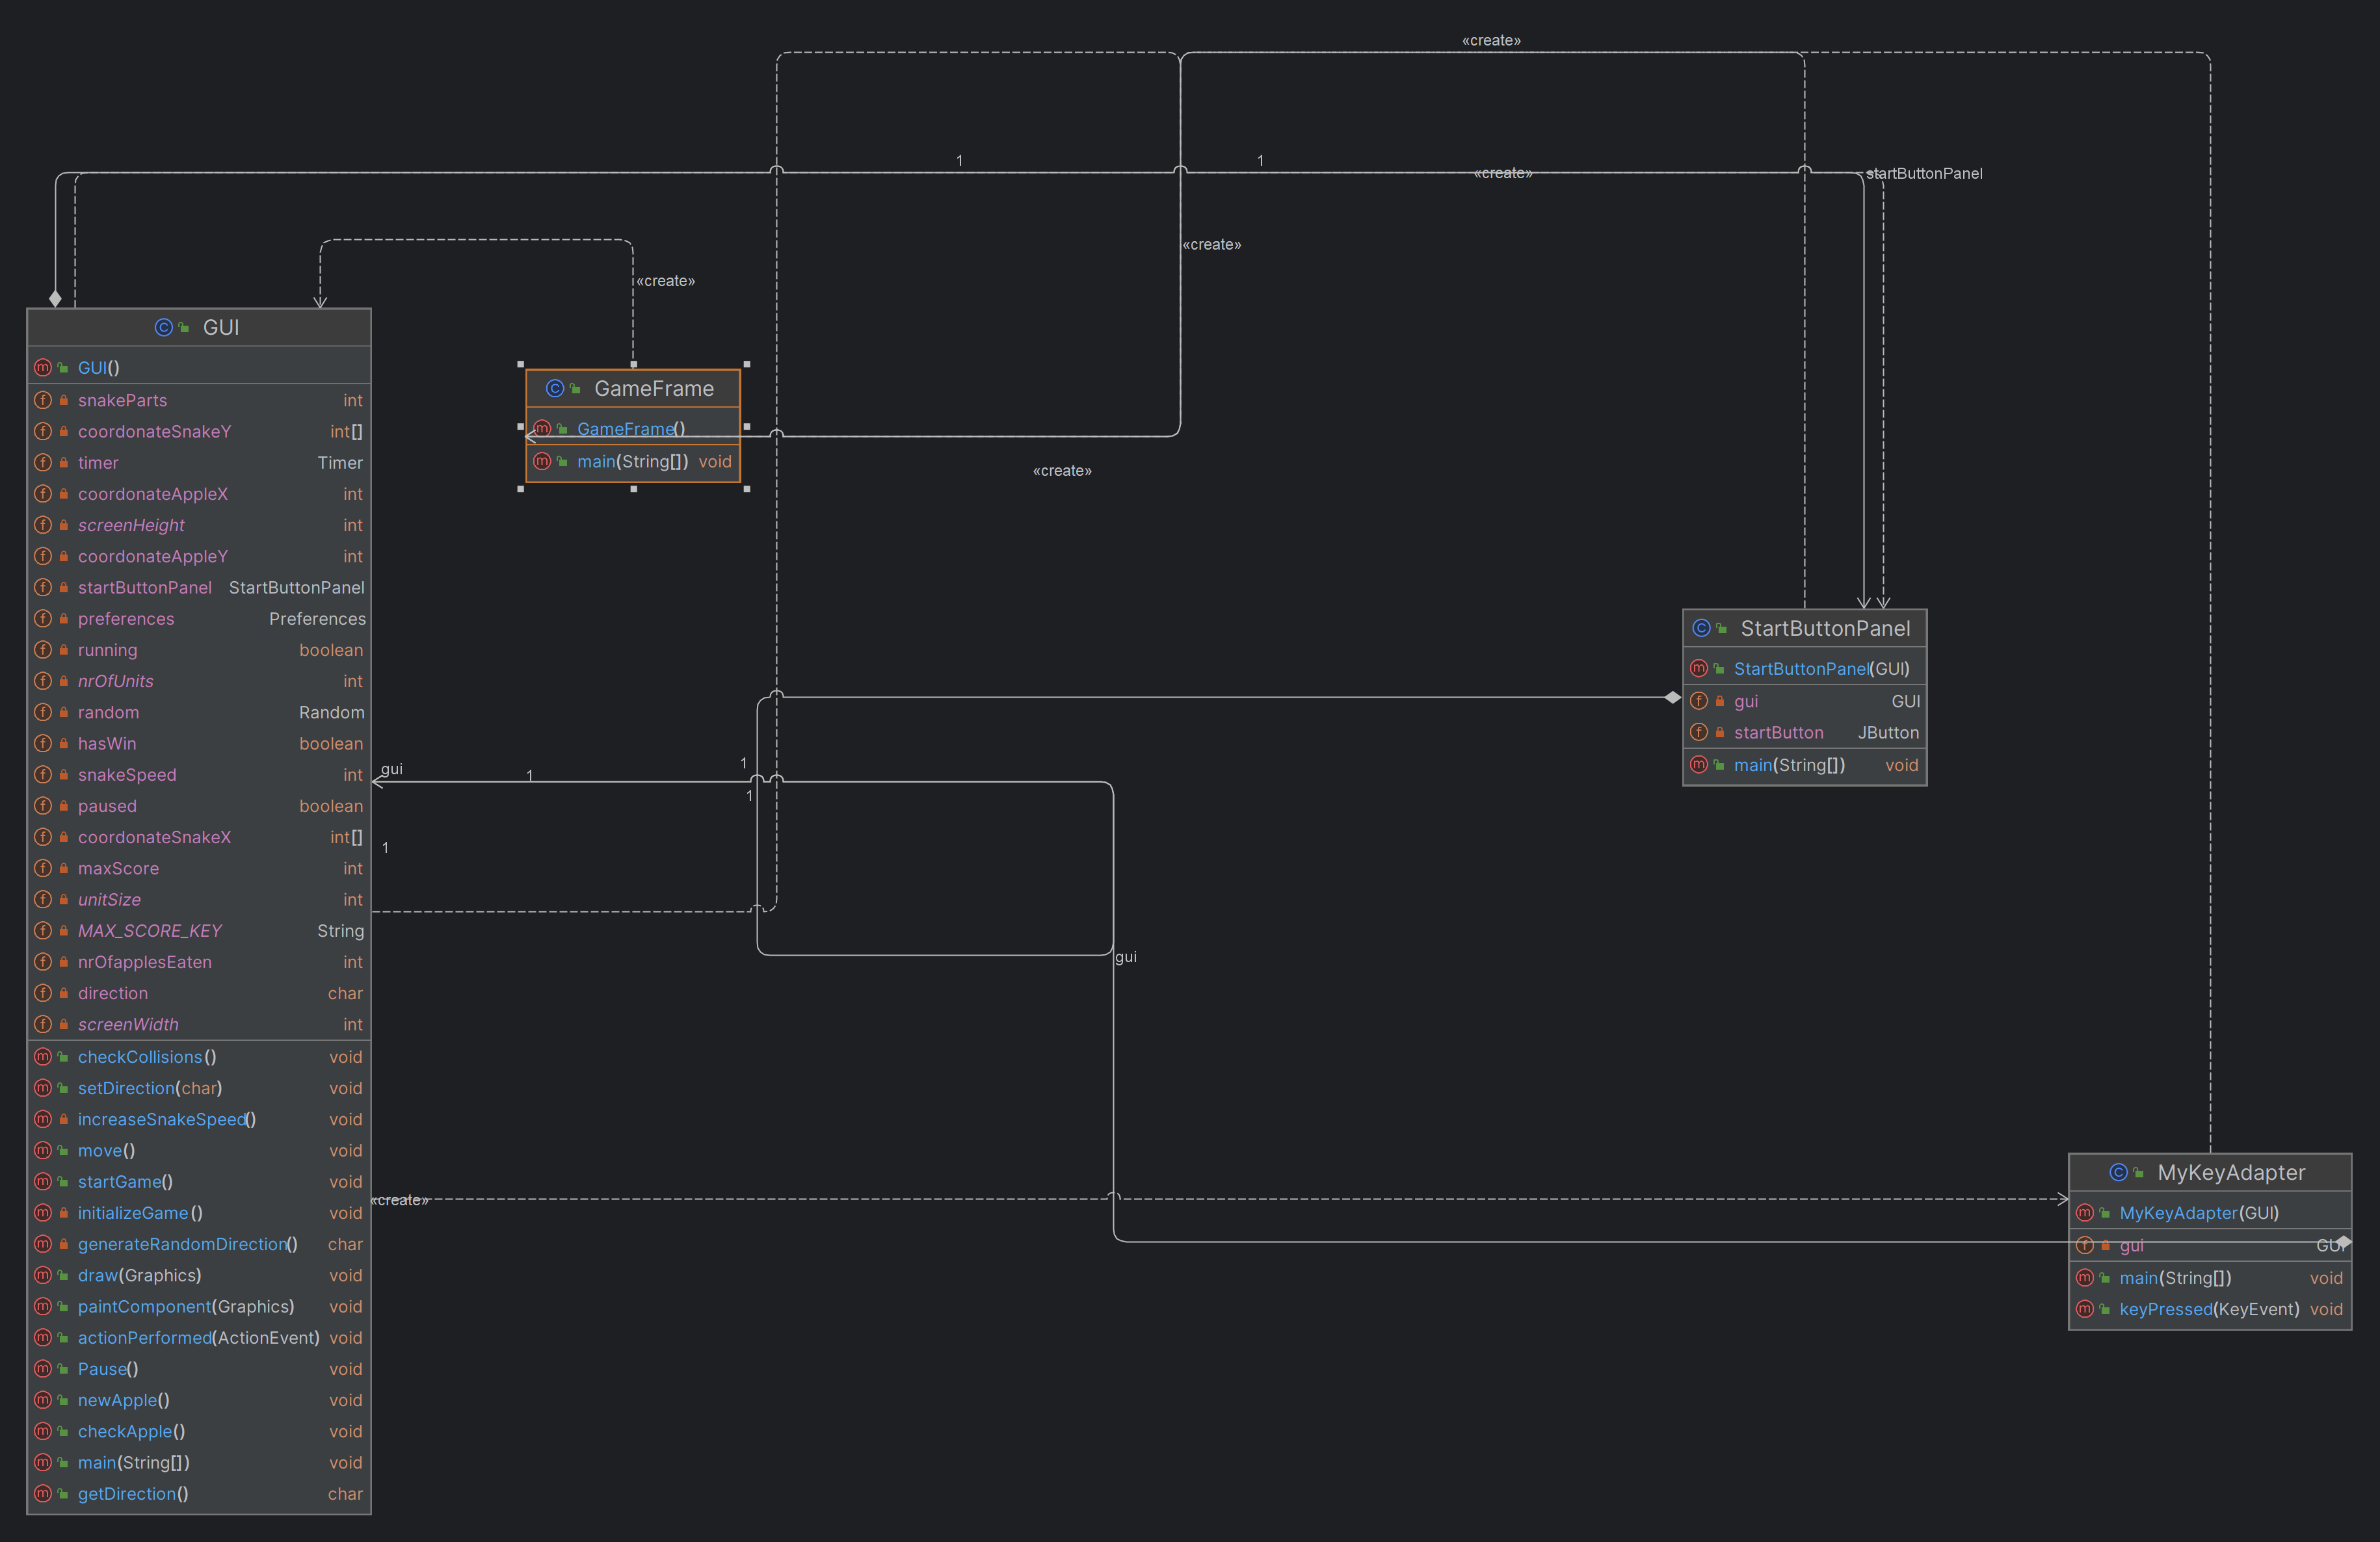 «create»
1
1
«create»
startButtonPanel
«create»
«create»
GUI
GUI()
snakeParts int
coordonateSnakeY int[]
timer Timer
coordonateAppleX int
screenHeight int
coordonateAppleY int
startButtonPanel StartButtonPanel
preferences Preferences
running boolean
nrOfUnits int
random Random
hasWin boolean
snakeSpeed int
paused boolean
coordonateSnakeX int[]
maxScore int
unitSize int
MAX_SCORE_KEY String
nrOfapplesEaten int
direction char
screenWidth int
checkCollisions() void
setDirection(char) void
increaseSnakeSpeed() void
move() void
startGame() void
initializeGame() void
generateRandomDirection() char
draw(Graphics) void
paintComponent(Graphics) void
actionPerformed(ActionEvent) void
Pause() void
newApple() void
checkApple() void
main(String[]) void
getDirection() char
GameFrame
GameFrame()
main(String[]) void
«create»
StartButtonPanel
StartButtonPanel(GUI)
gui GUI
startButton JButton
main(String[]) void
gui
1
1
1
1
gui
«create»
MyKeyAdapter
MyKeyAdapter(GUI)
gui GUI
main(String[]) void
keyPressed(KeyEvent) void